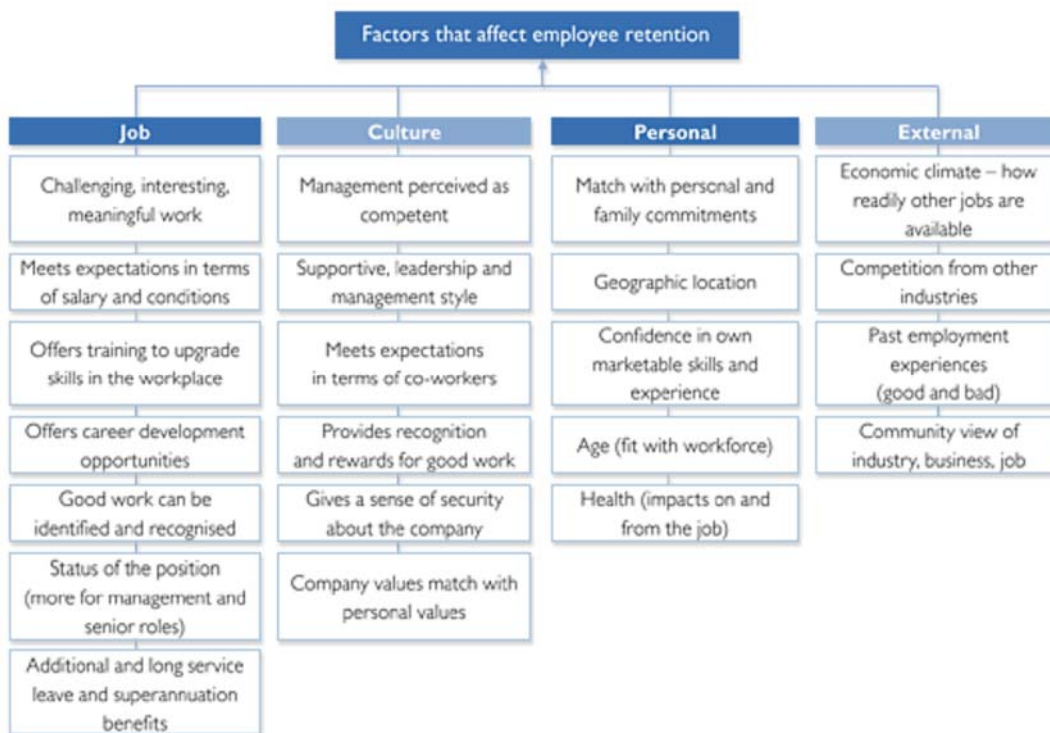 Factors that affect employee retention
Job
Challenging, interesting,
meaningful work
Meets expectations in terms
of salary and conditions
Offers training to upgrade
skills in the workplace
Offers career development
opportunities
Good work can be
identified and recognised
Status of the position
(more for management and
senior roles)
Additional and long service
leave and superannuation
benefits
Culture
Management perceived as
competent
Supportive, leadership and
management style
Meets expectations
in terms of co-workers
Provides recognition
and rewards for good work
Gives a sense of security
about the company
Company values match with
personal values
Personal
Match with personal and
family commitments
Geographic location
Confidence in own
marketable skills and
experience
Age (fit with workforce)
Health (impacts on and
from the job)
External
Economic climate – how
readily other jobs are
available
Competition from other
industries
Past employment
experiences
(good and bad)
Community view of
industry, business, job